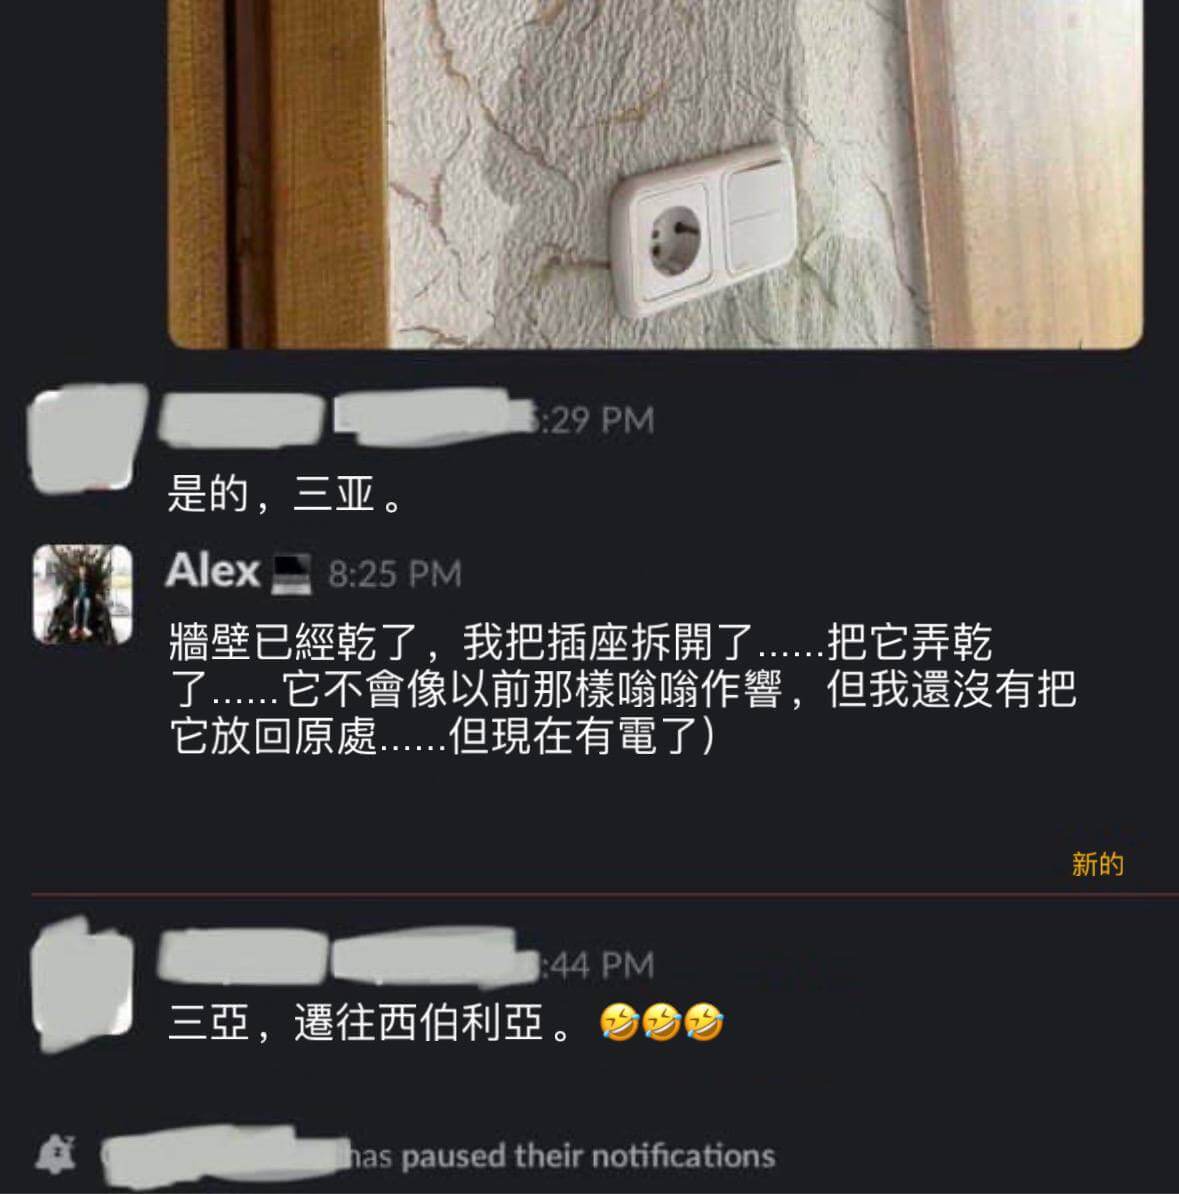 :29 PM
是的，三亚。
Alex 8:25 PM
牆壁已經乾了，我把插座拆開了......把它弄乾
了......它不會像以前那樣嗡嗡作響，但我還沒有把
它放回原處......但現在有電了）
新的
:44 PM
三亞，遷往西伯利亞。🤣🤣🤣
has paused their notifications